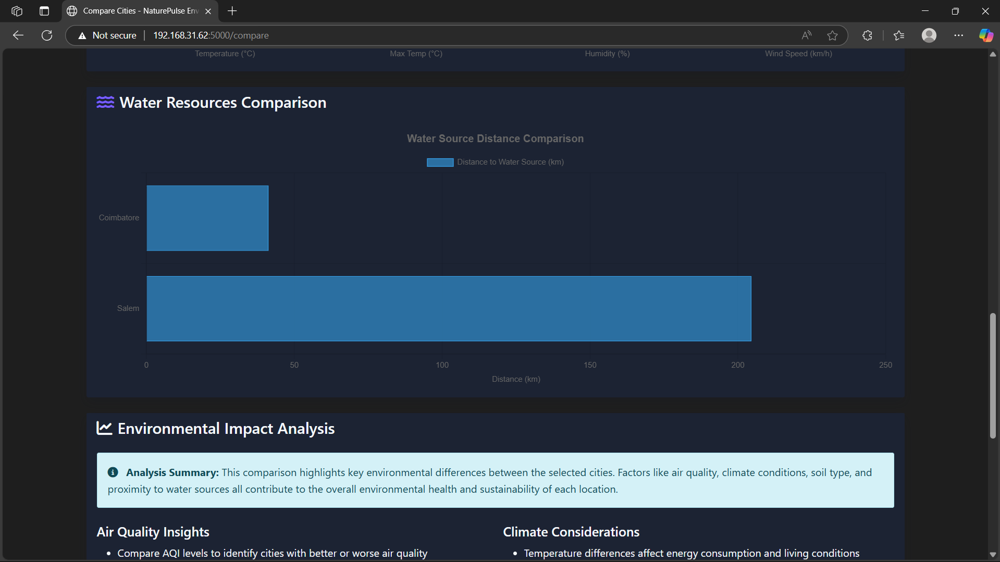 Compare Cities - NaturePulse Env
Not secure
192.168.31.62:5000/compare
Temperature (°C) Max Temp (°C) Humidity (%) Wind Speed (km/h)
Water Resources Comparison
Water Source Distance Comparison
Distance to Water Source (km)
Coimbatore
Salem
0 50 100 150 200 250
Distance (km)
Environmental Impact Analysis
Analysis Summary: This comparison highlights key environmental differences between the selected cities. Factors like air quality, climate conditions, soil type, and
proximity to water sources all contribute to the overall environmental health and sustainability of each location.
Air Quality Insights
• Compare AQI levels to identify cities with better or worse air quality
Climate Considerations
• Temperature differences affect energy consumption and living conditions